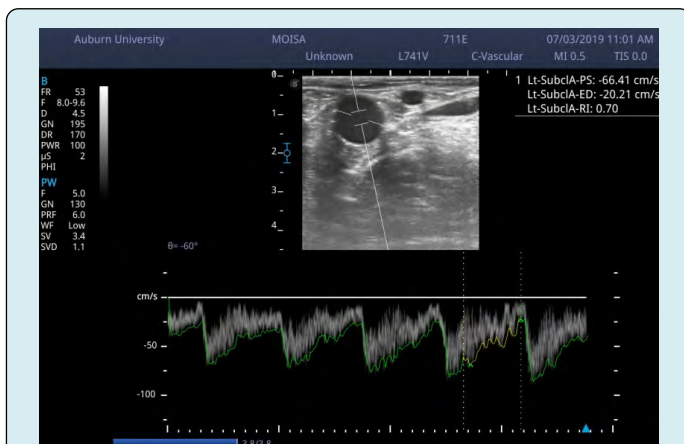 Auburn University MOISA 711E 07/03/2019 11:01 AM
Unknown L741V C-Vascular MI 0.5 TIS 0.0
B
FR 53
F 8.0-9.6
D 4.5
GN 195
DR 170
PWR 100
µS 2
PHI
PW
F 5.0
GN 130
PRF 6.0
WF Low
SV 3.4
SVD 1.1
θ= -60°
0
1
2
3
4
1 Lt-SubclA-PS: -66.41 cm/s
Lt-SubclA-ED: -20.21 cm/s
Lt-SubclA-RI: 0.70
cm/s
-50
-100
3.8/3.8